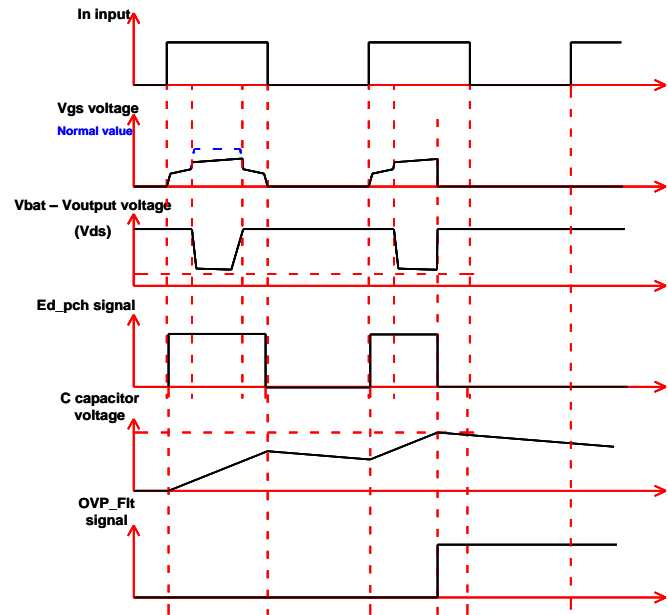 In input
Vgs voltage
Normal value
Vbat – Voutput voltage
(Vds)
Ed_pch signal
C capacitor
voltage
OVP_Flt
signal